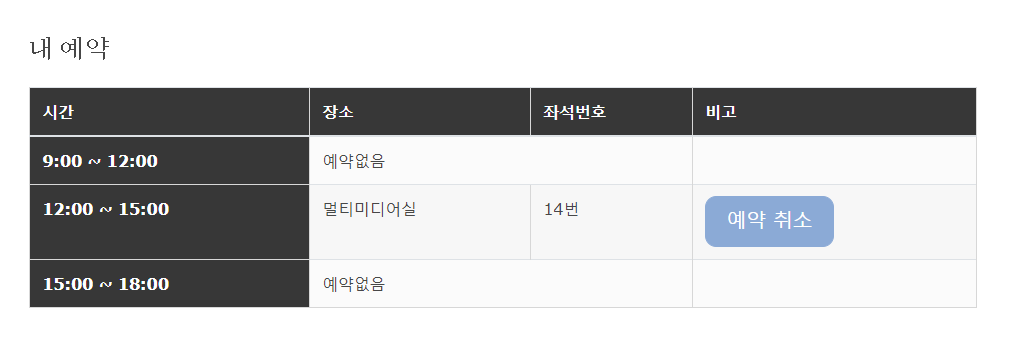 내 예약
시간 장소 좌석번호 비고
9:00 ~ 12:00 예약없음
12:00 ~ 15:00 멀티미디어실 14번 예약 취소
15:00 ~ 18:00 예약없음